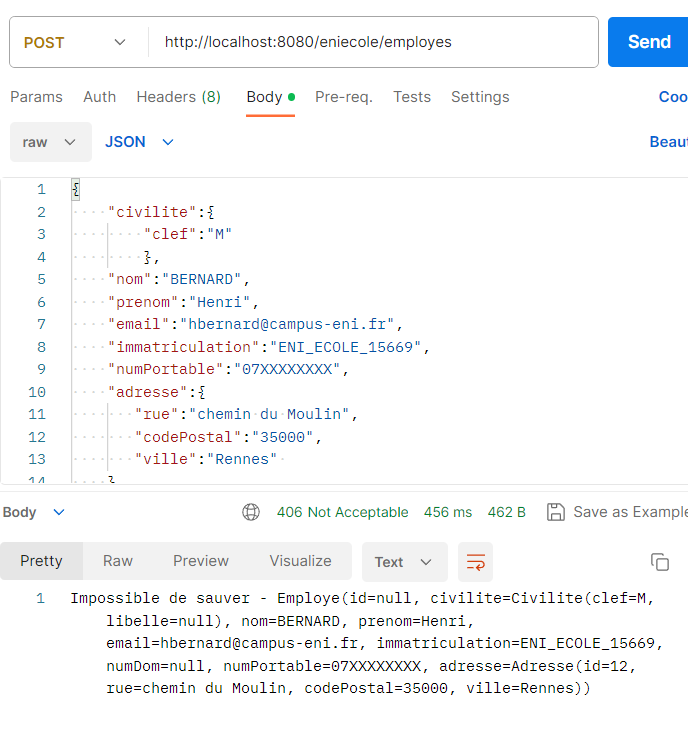 POST http://localhost:8080/eniecole/employes Send
Params Auth Headers (8) Body Pre-req. Tests Settings Coo
raw JSON Beaut
1 {
2 "civilite":{
3 "clef":"M"
4 },
5 "nom":"BERNARD",
6 "prenom":"Henri",
7 "email":"hbernard@campus-eni.fr",
8 "immatriculation":"ENI_ECOLE_15669",
9 "numPortable":"07XXXXXXXX",
10 "adresse":{
11 "rue":"chemin du Moulin",
12 "codePostal":"35000",
13 "ville":"Rennes"
14 }
Body 406 Not Acceptable 456 ms 462 B Save as Example
Pretty Raw Preview Visualize Text
1 Impossible de sauver - Employe(id=null, civilite=Civilite(clef=M,
libelle=null), nom=BERNARD, prenom=Henri,
email=hbernard@campus-eni.fr, immatriculation=ENI_ECOLE_15669,
numDom=null, numPortable=07XXXXXXXX, adresse=Adresse(id=12,
rue=chemin du Moulin, codePostal=35000, ville=Rennes))